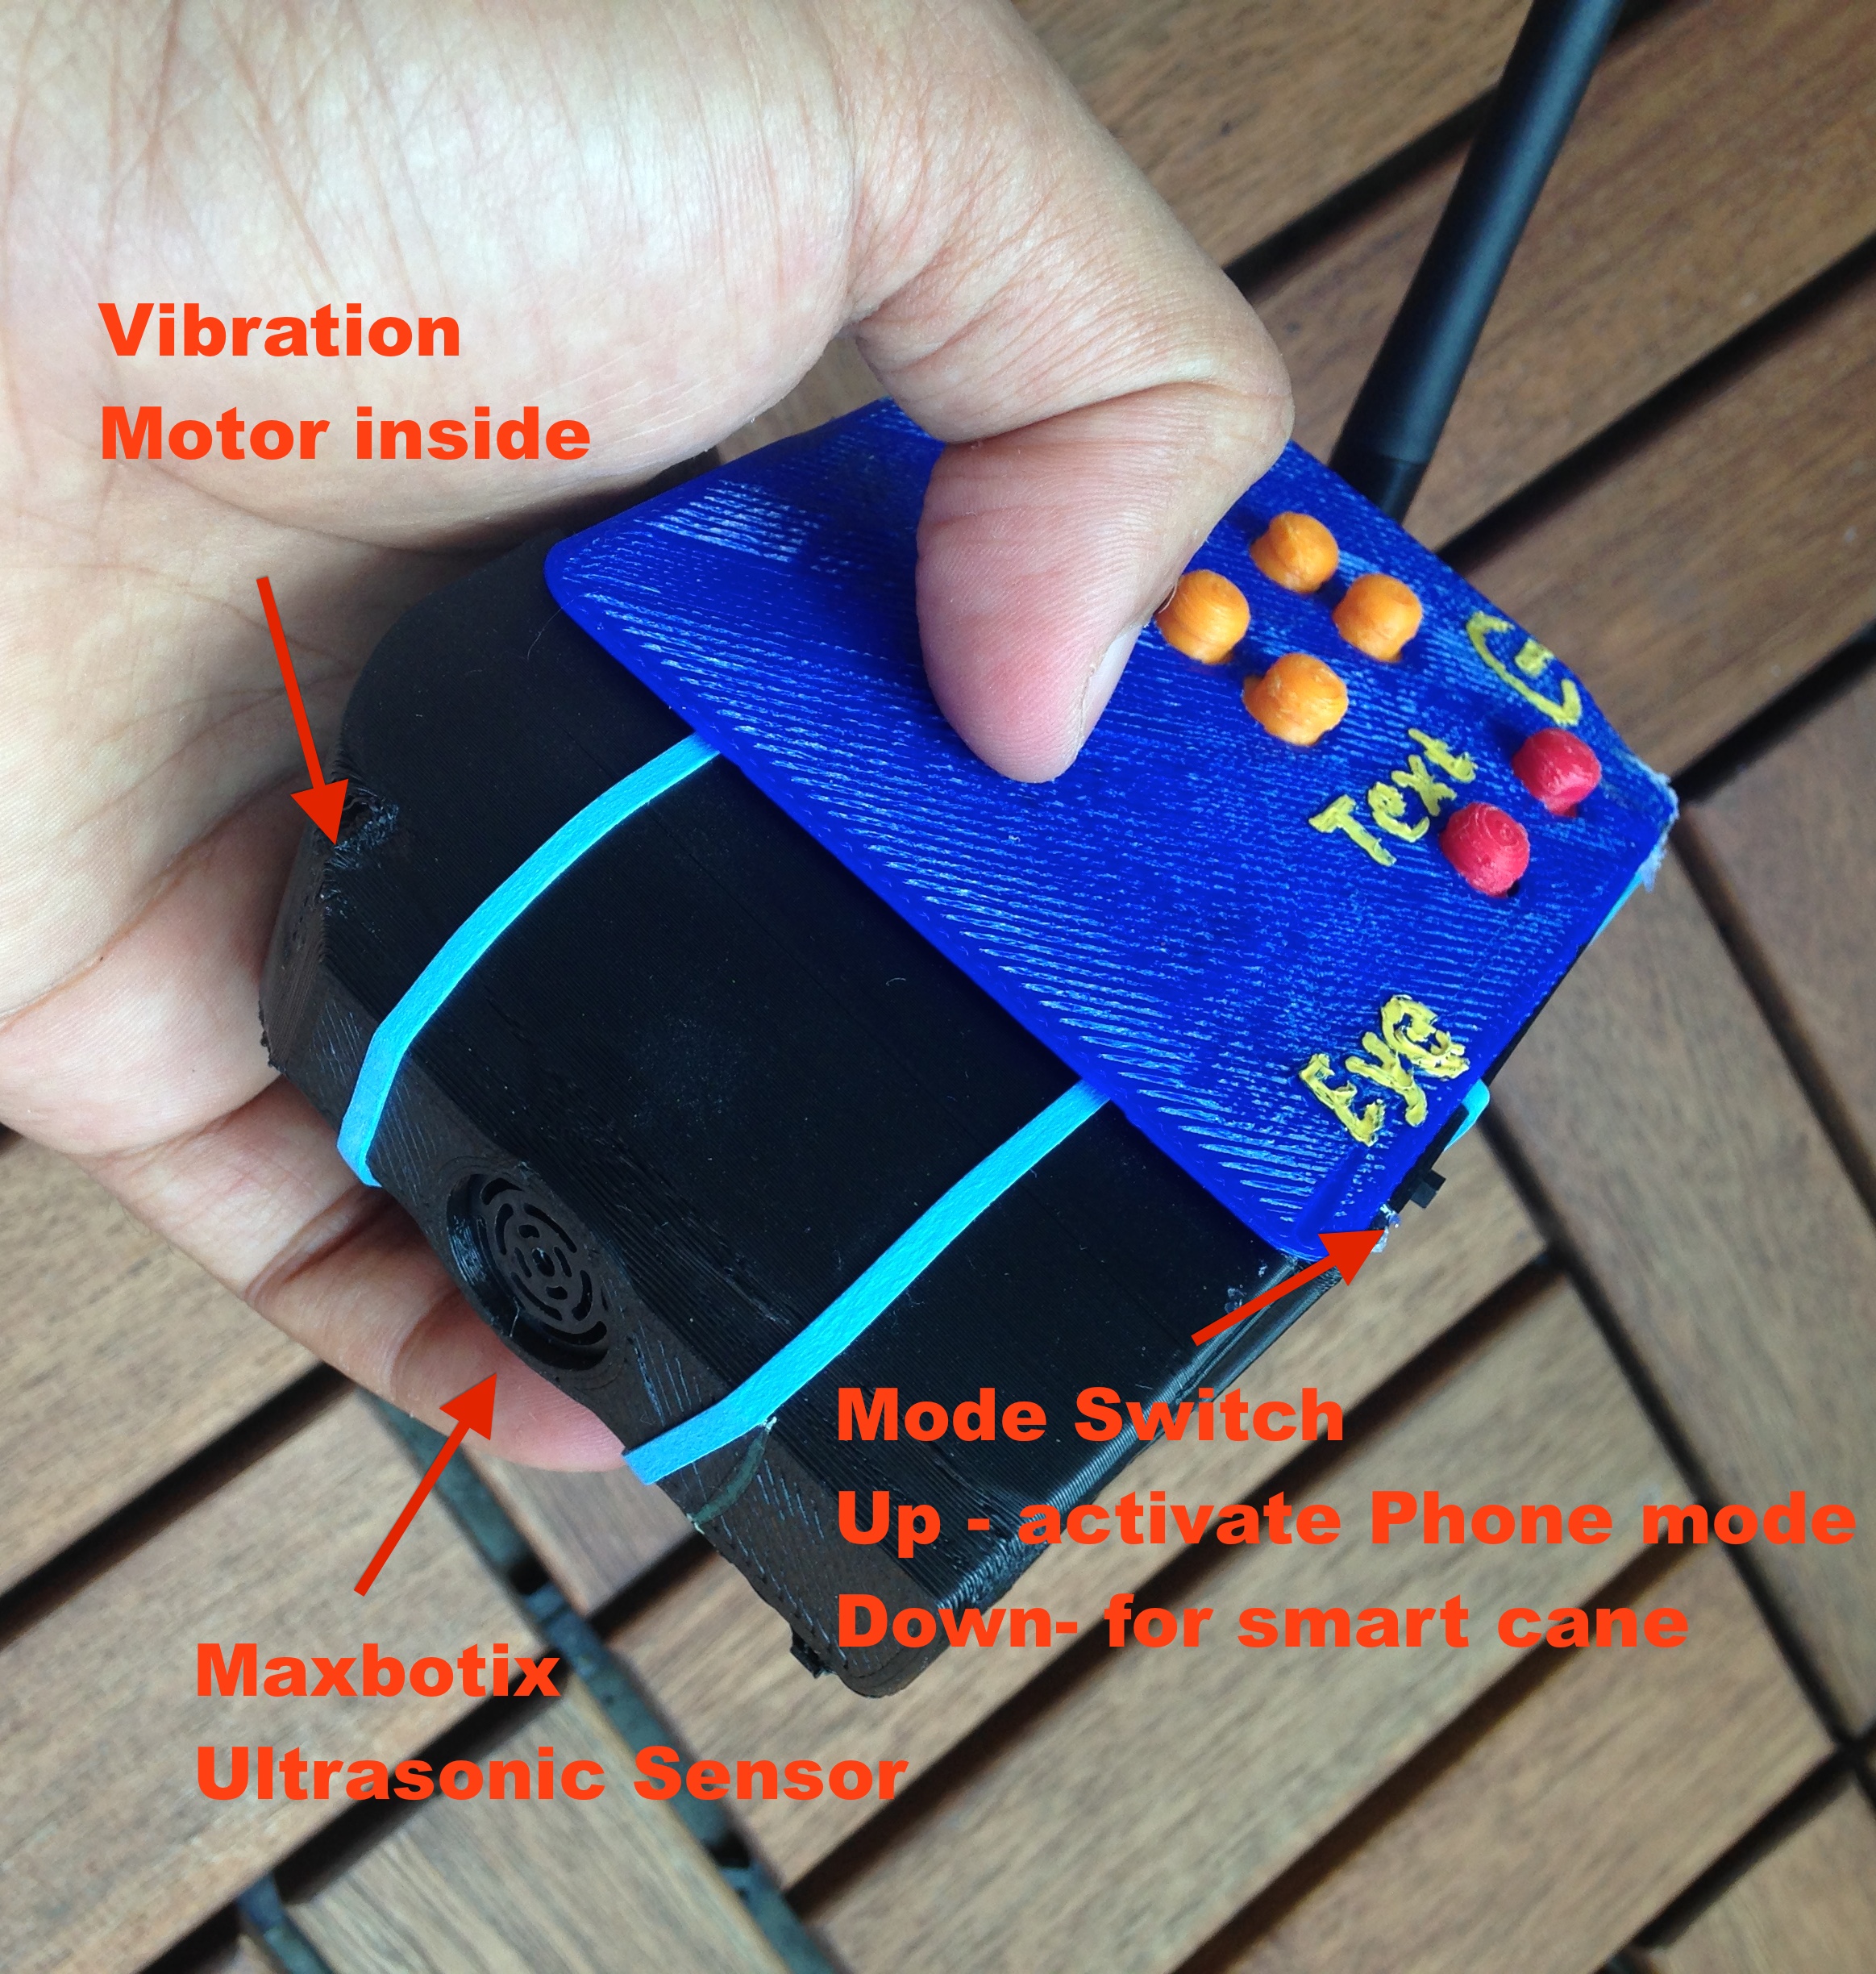 Vibration
Motor inside
Text
Eye
Mode Switch
Up - activate Phone mode
Down- for smart cane
Maxbotix
Ultrasonic Sensor